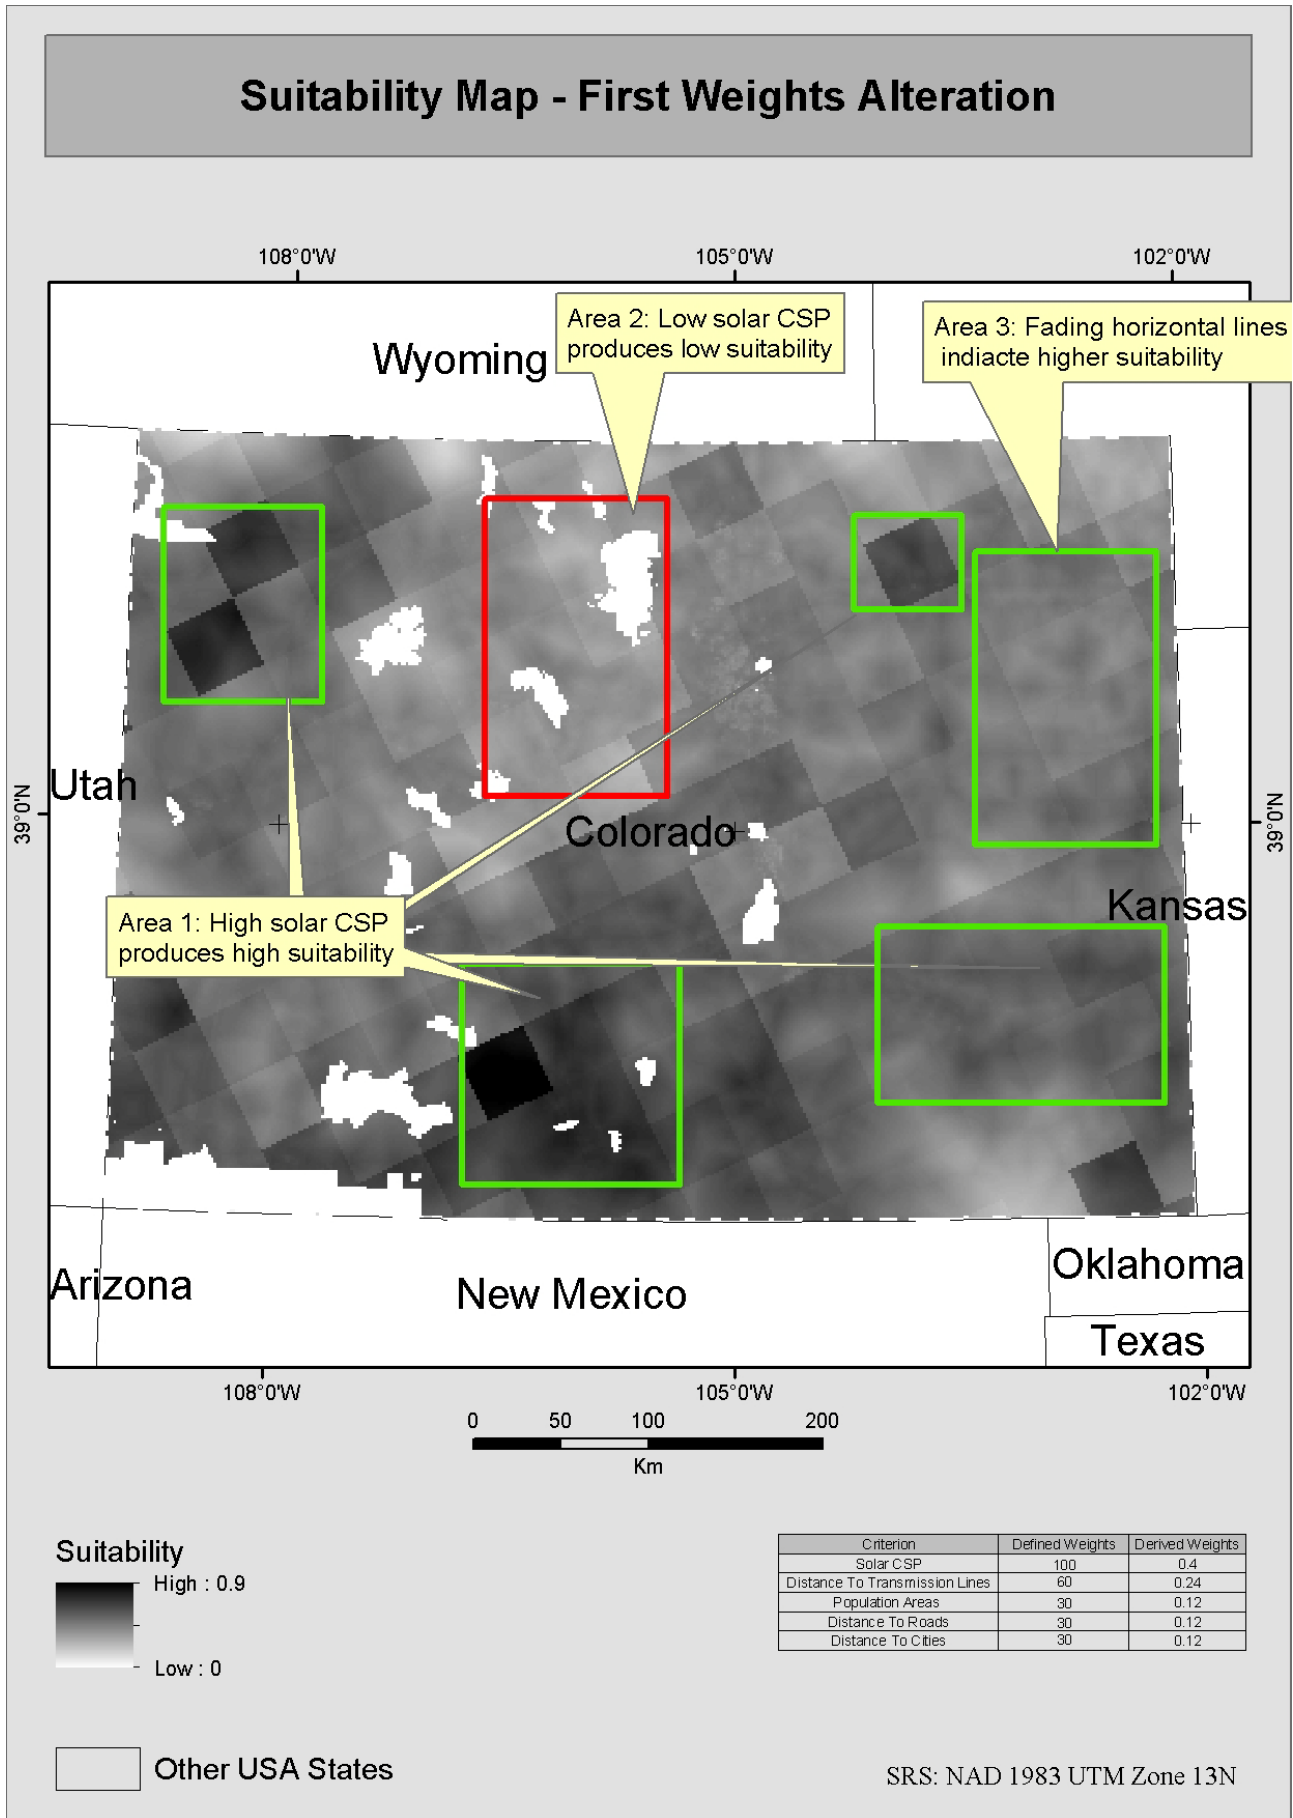 Suitability Map - First Weights Alteration
108°0'W
105°0'W
102°0'W
Area 2: Low solar CSP
produces low suitability
Area 3: Fading horizontal lines
indiacte higher suitability
Wyoming
Utah
39°0'N
39°0'N
Colorado
Kansas
Area 1: High solar CSP
produces high suitability
Arizona
New Mexico
Oklahoma
Texas
108°0'W
105°0'W
102°0'W
0 50 100 200
Km
Suitability
High : 0.9
Low : 0
Criterion Defined Weights Derived Weights
Solar CSP 100 0.4
Distance To Transmission Lines 60 0.24
Population Areas 30 0.12
Distance To Roads 30 0.12
Distance To Cities 30 0.12
Other USA States
SRS: NAD 1983 UTM Zone 13N